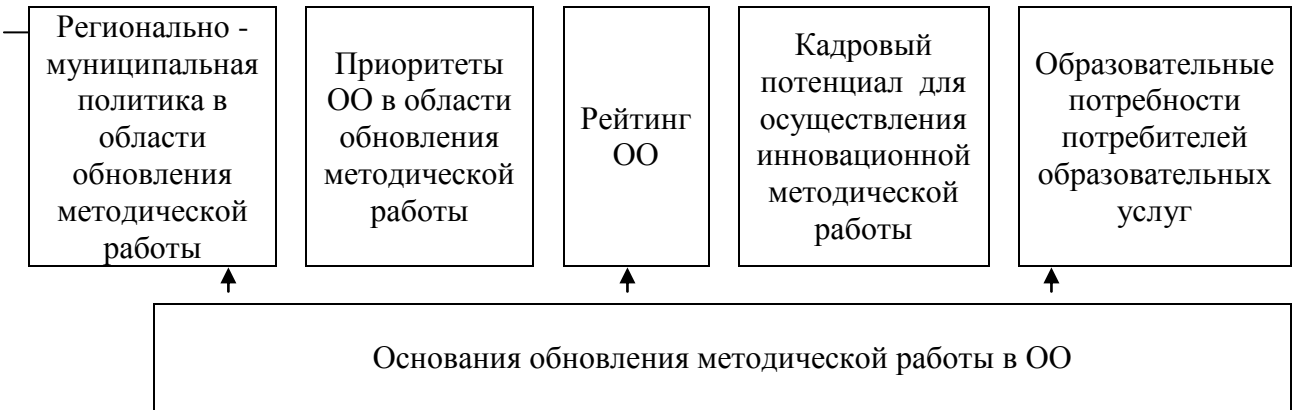 Регионально -
муниципальная
политика в
области
обновления
методической
работы
Приоритеты
ОО в области
обновления
методической
работы
Рейтинг
ОО
Кадровый
потенциал для
осуществления
инновационной
методической
работы
Образовательные
потребности
потребителей
образовательных
услуг
Основания обновления методической работы в ОО